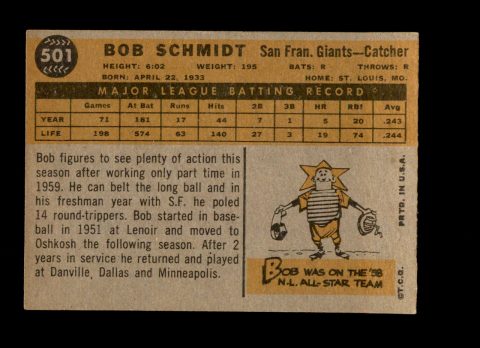 501
BOB SCHMIDT San Fran. Giants—Catcher
HEIGHT: 6:02 WEIGHT: 195 BATS: R THROWS: R
BORN: APRIL 22, 1933 HOME: ST. LOUIS, MO.
MAJOR LEAGUE BATTING RECORD
Games At Bat Runs Hits 2B 3B HR RBI Avg
YEAR 71 181 17 44 7 1 5 20 .243
LIFE 198 574 63 140 27 3 19 74 .244
Bob figures to see plenty of action this
season after working only part time in
1959. He can belt the long ball and in
his freshman year with S.F. he poled
14 round-trippers. Bob started in base-
ball in 1951 at Lenoir and moved to
Oshkosh the following season. After 2
years in service he returned and played
at Danville, Dallas and Minneapolis.
BOB WAS ON THE '58
N.L. ALL-STAR TEAM
©T.C.G. PRTD. IN U.S.A.